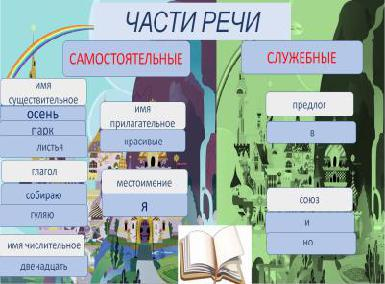 ЧАСТИ РЕЧИ
САМОСТОЯТЕЛЬНЫЕ
имя
существительное
осень
парк
листья
глагол
собираю
гуляю
имя числительное
двенадцать
имя
прилагательное
красивые
местоимение
я
СЛУЖЕБНЫЕ
предлог
в
союз
и
но